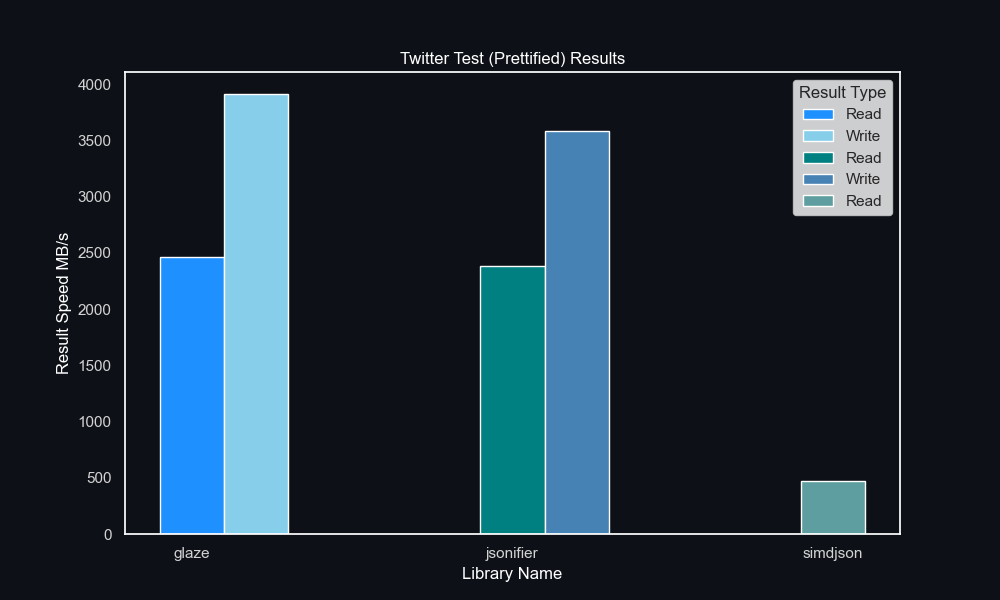 Twitter Test (Prettified) Results
4000
3500
3000
2500
2000
1500
1000
500
0
Result Speed MB/s
Result Type
Read
Write
Read
Write
Read
glaze
jsonifier
simdjson
Library Name